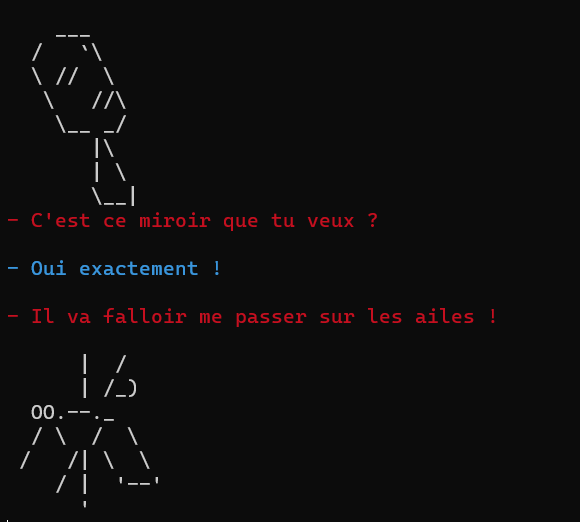 - C'est ce miroir que tu veux ?
- Oui exactement !
- Il va falloir me passer sur les ailes !